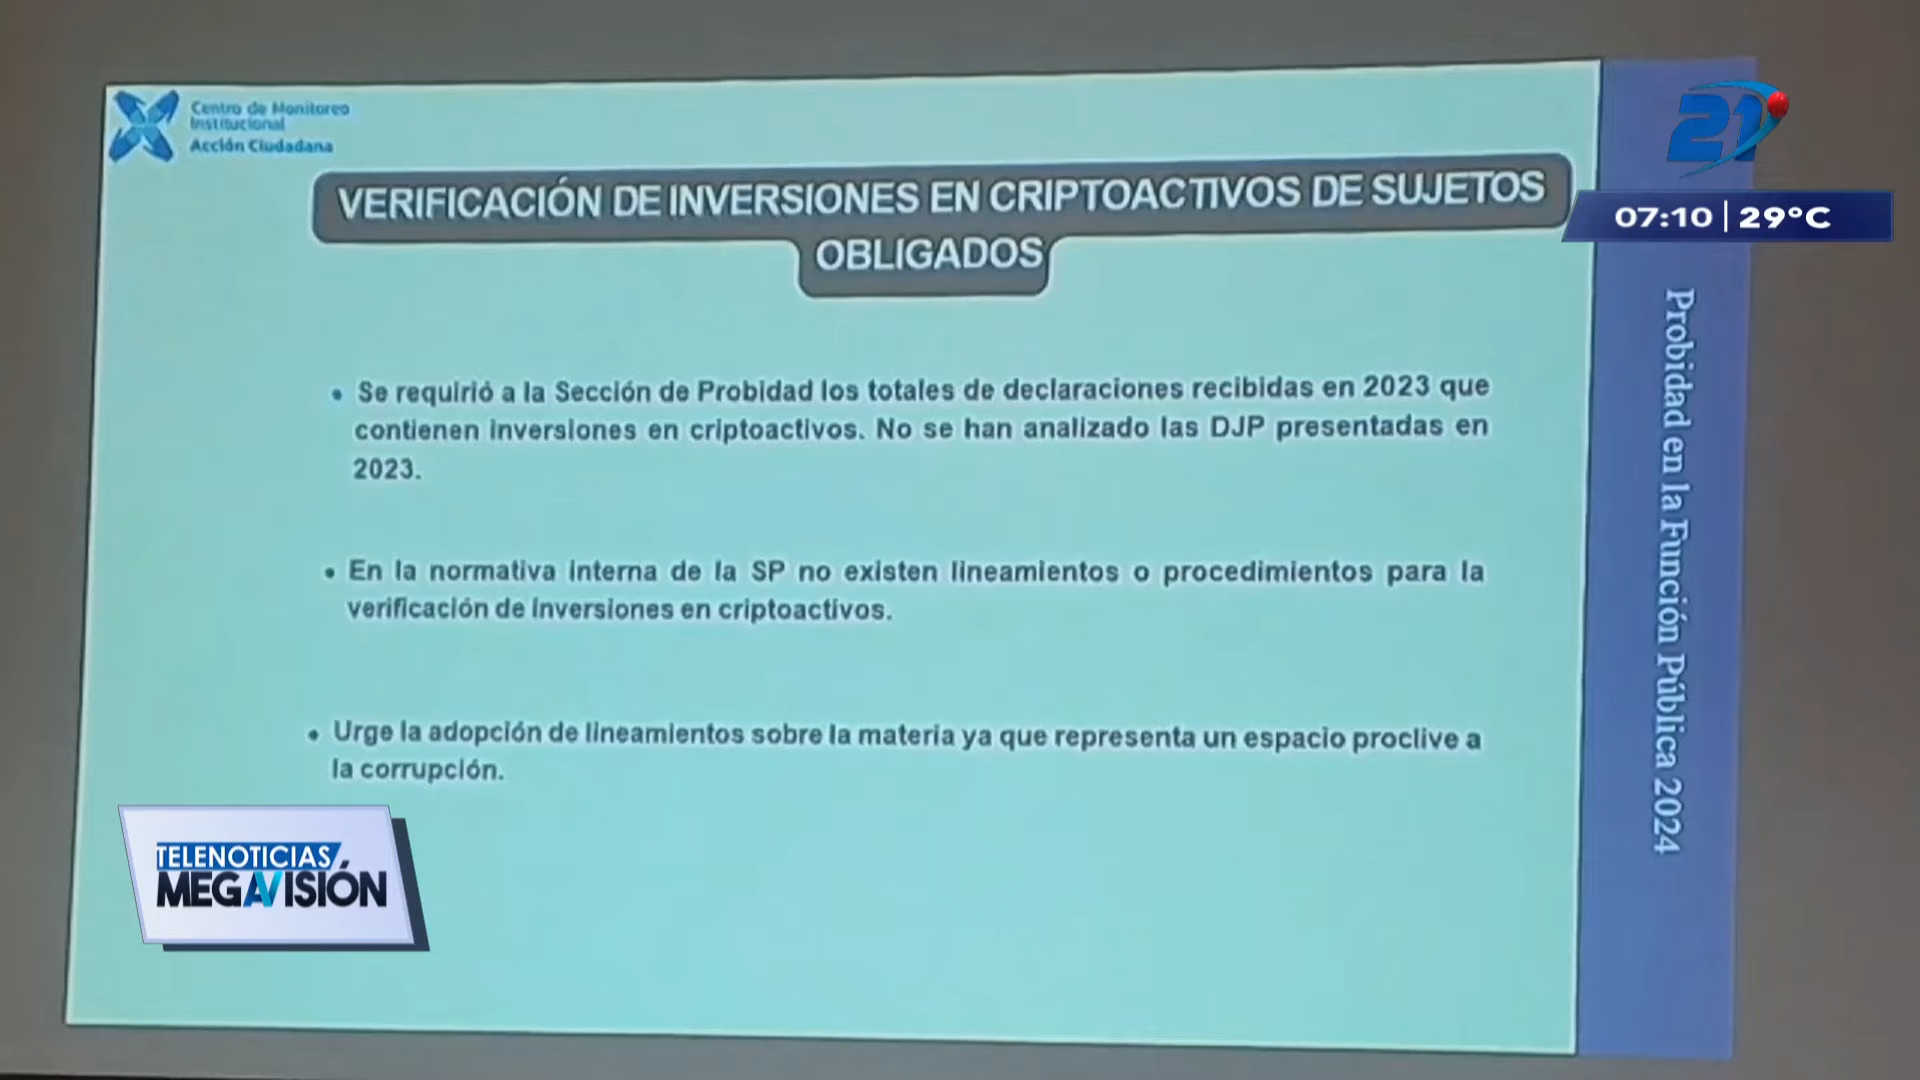 Centro de Monitoreo
Institucional
Acción Ciudadana
21
07:10 | 29°C
VERIFICACIÓN DE INVERSIONES EN CRIPTOACTIVOS DE SUJETOS
OBLIGADOS
• Se requirió a la Sección de Probidad los totales de declaraciones recibidas en 2023 que
contienen inversiones en criptoactivos. No se han analizado las DJP presentadas en
2023.
• En la normativa interna de la SP no existen lineamientos o procedimientos para la
verificación de inversiones en criptoactivos.
• Urge la adopción de lineamientos sobre la materia ya que representa un espacio proclive a
la corrupción.
Probidad en la Función Pública 2024
TELENOTICIAS
MEGAVISIÓN